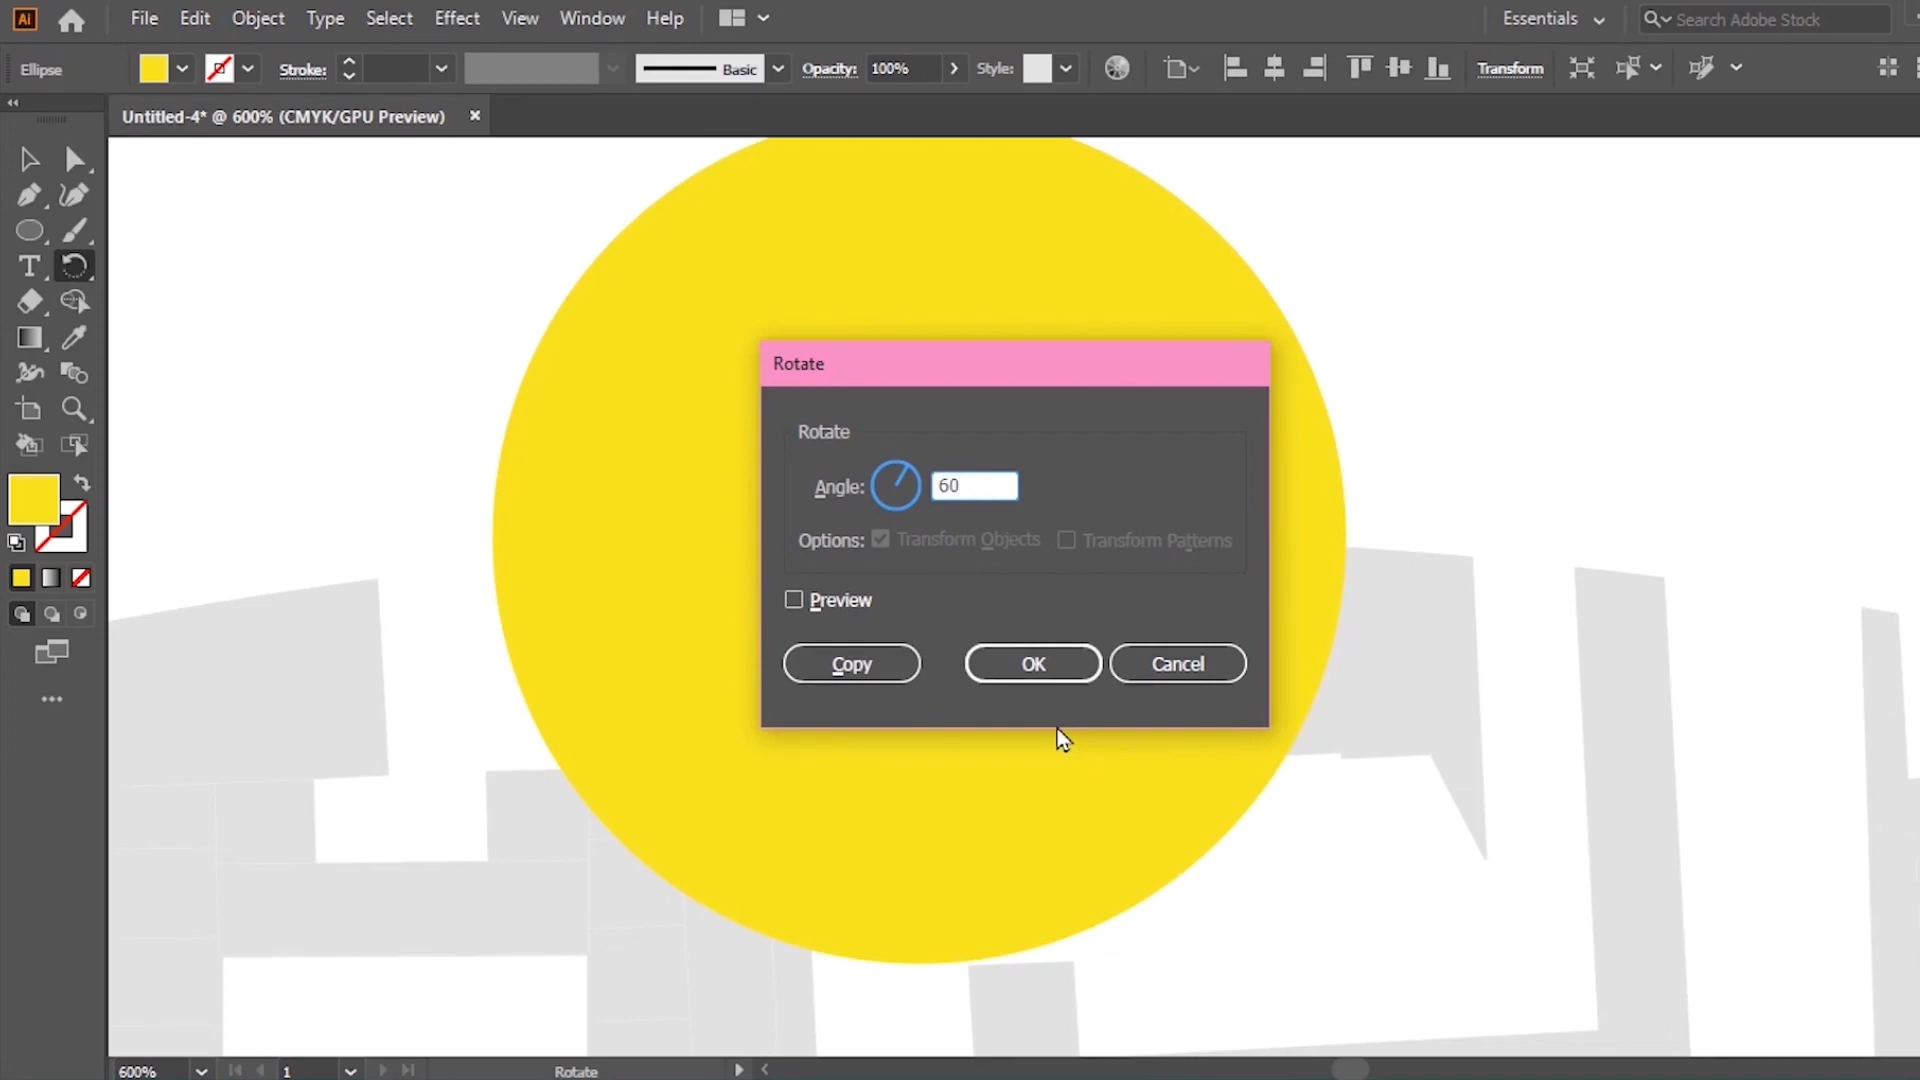 Ai File Edit Object Type Select Effect View Window Help Essentials Search Adobe Stock
Ellipse Stroke: Basic Opacity: 100% Style: Transform
Untitled-4* @ 600% (CMYK/GPU Preview) ×
T
Rotate
Rotate
Angle: 60
Options: Transform Objects Transform Patterns
Preview
Copy OK Cancel
600% 1 Rotate